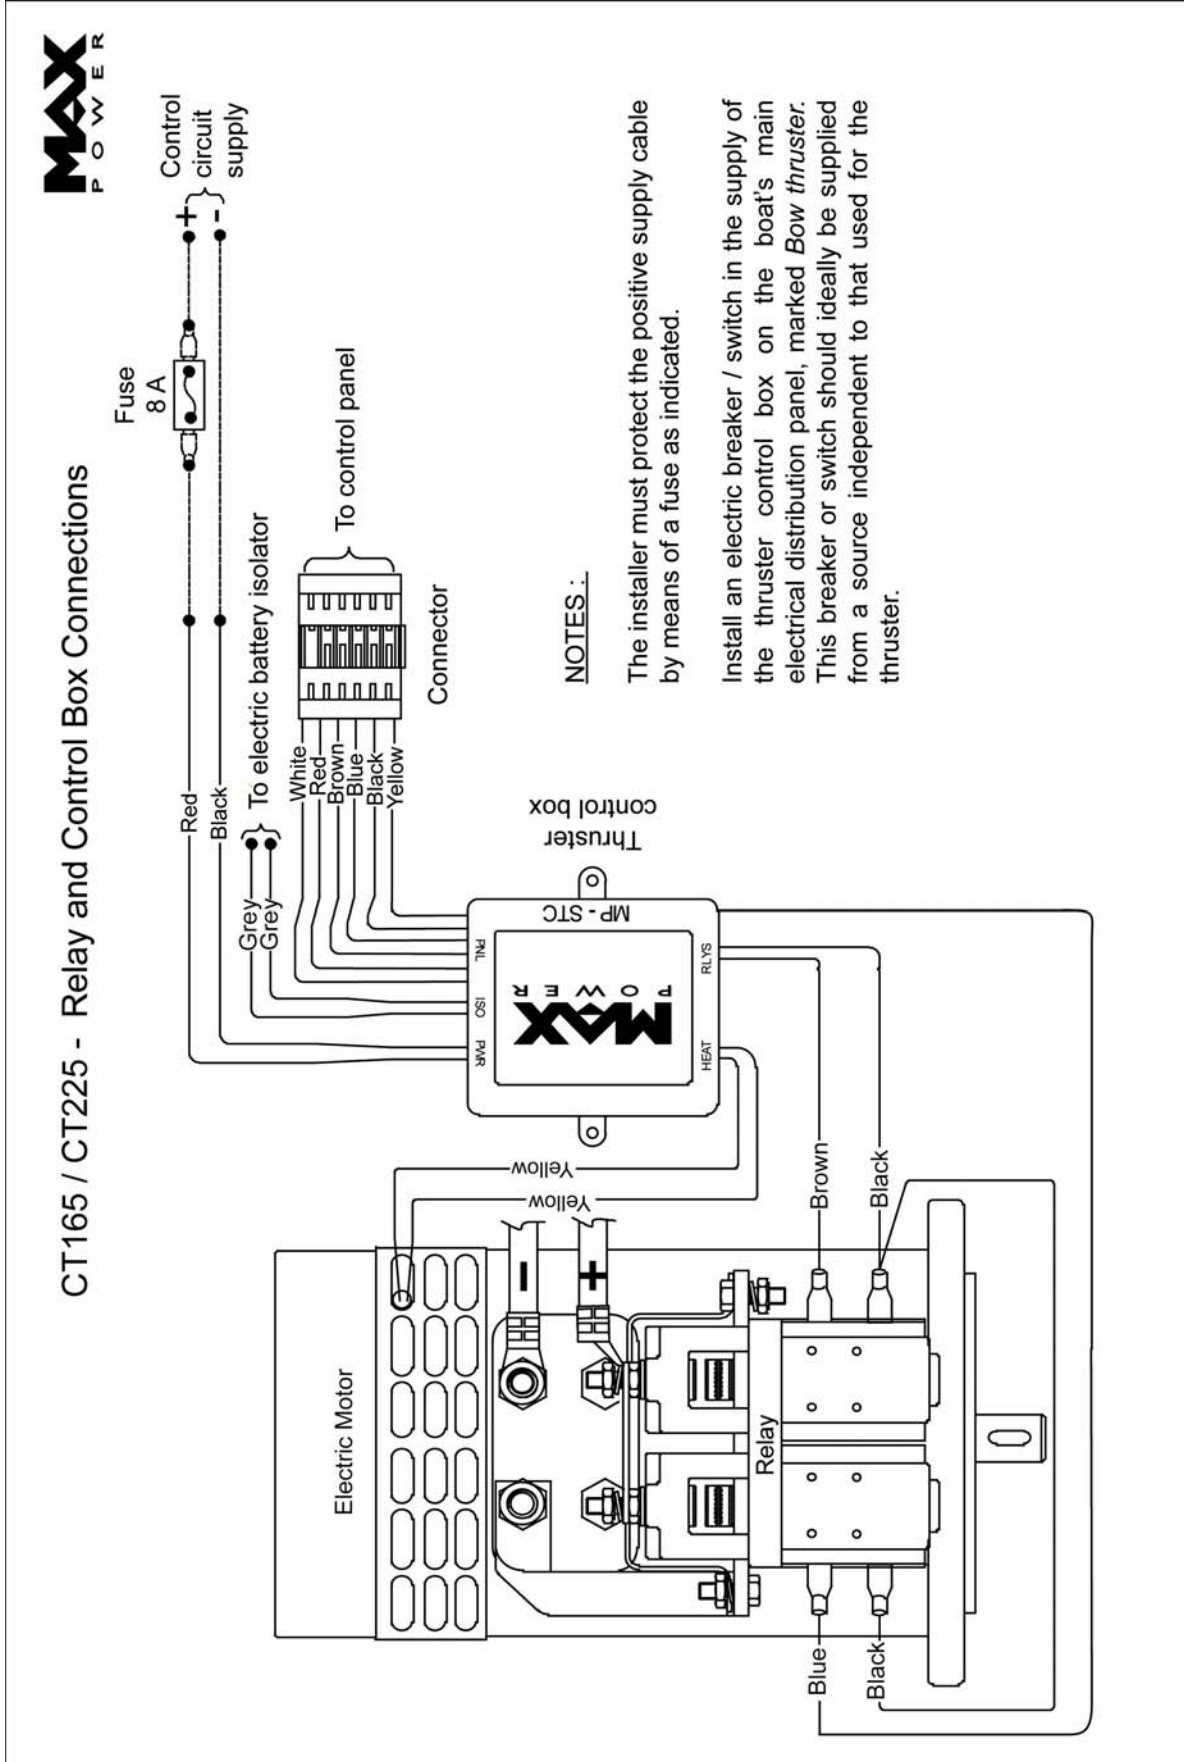 MAX
POWER
CT165 / CT225 - Relay and Control Box Connections
Fuse
8 A
+
-
Control
circuit
supply
Red
Black
To electric battery isolator
Grey
Grey
White
Red
Brown
Blue
Black
Yellow
To control panel
Connector
Thruster
control box
MP - STC
PWR
ISO
PNL
MAX
POWER
HEAT
RLYS
Yellow
Yellow
-
+
Electric Motor
Relay
Brown
Black
Blue
Black
NOTES :
The installer must protect the positive supply cable
by means of a fuse as indicated.
Install an electric breaker / switch in the supply of
the thruster control box on the boat's main
electrical distribution panel, marked Bow thruster.
This breaker or switch should ideally be supplied
from a source independent to that used for the
thruster.